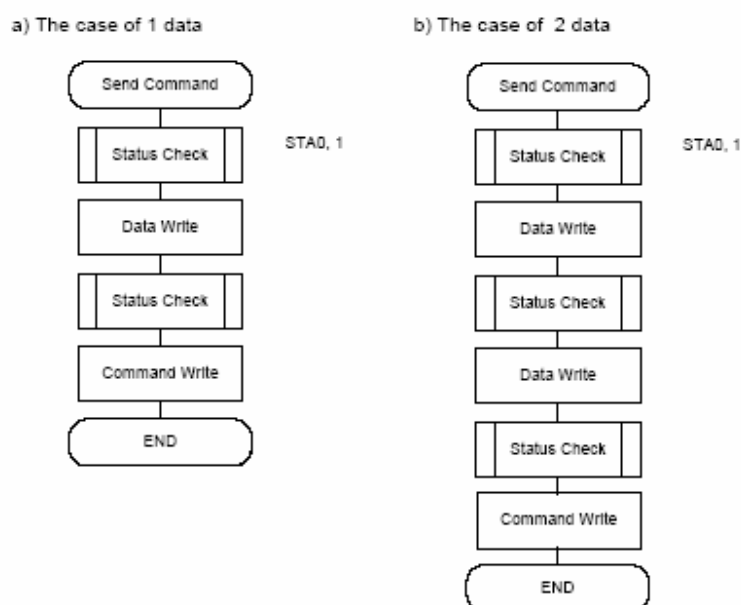 a) The case of 1 data
Send Command
Status Check
STA0, 1
Data Write
Status Check
Command Write
END
b) The case of 2 data
Send Command
Status Check
STA0, 1
Data Write
Status Check
Data Write
Status Check
Command Write
END